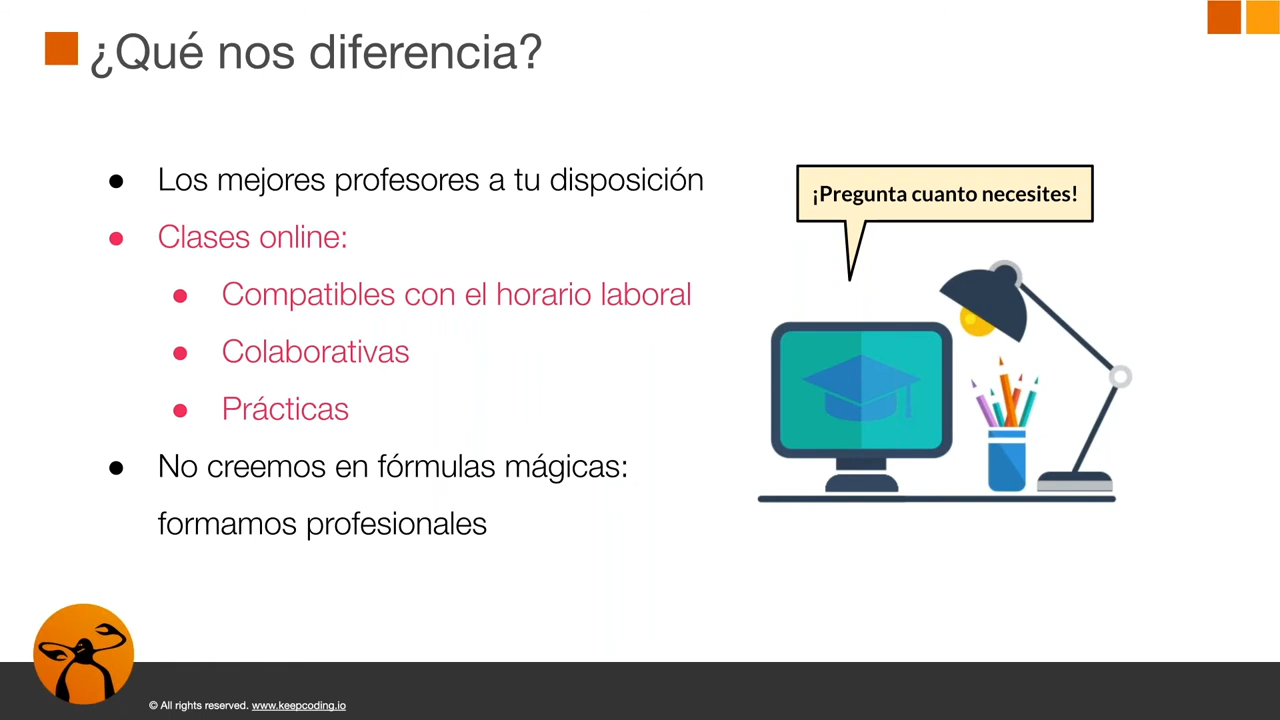 ¿Qué nos diferencia?
● Los mejores profesores a tu disposición
● Clases online:
● Compatibles con el horario laboral
● Colaborativas
● Prácticas
● No creemos en fórmulas mágicas:
formamos profesionales
¡Pregunta cuanto necesites!
© All rights reserved. www.keepcoding.io